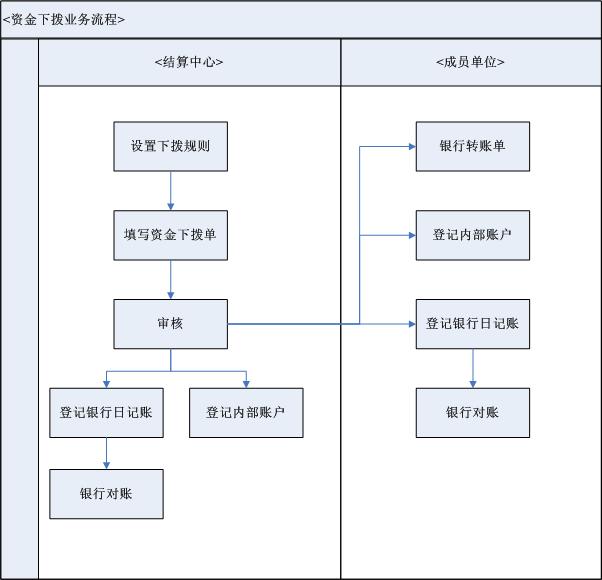 <资金下拨业务流程>
<结算中心>
<成员单位>
设置下拨规则
银行转账单
填写资金下拨单
登记内部账户
审核
登记银行日记账
登记银行日记账
登记内部账户
银行对账
银行对账